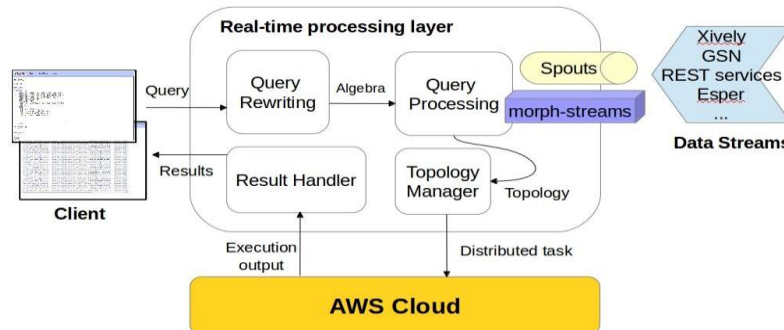 Real-time processing layer
Query
Query
Rewriting
Algebra
Query
Processing
Spouts
morph-streams
Xively
GSN
REST services
Esper
...
Data Streams
Results
Client
Result Handler
Topology
Manager
Topology
Execution
output
Distributed task
AWS Cloud